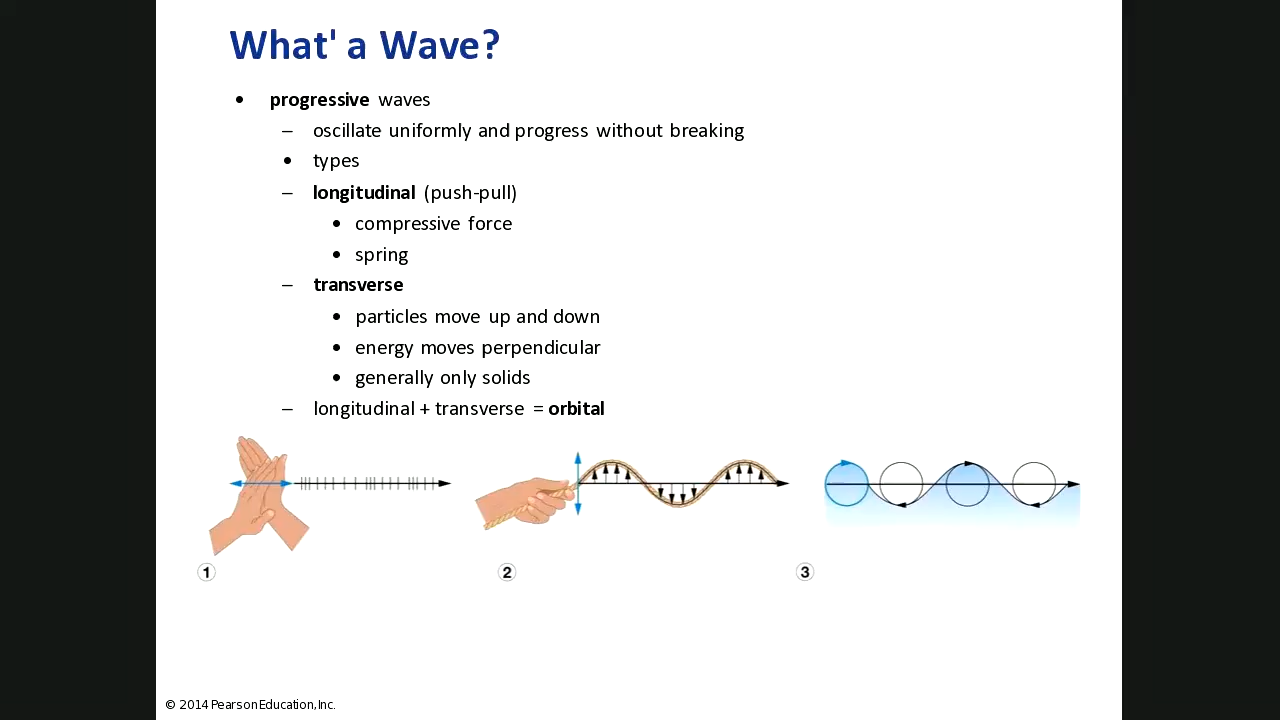 What' a Wave?
• progressive waves
– oscillate uniformly and progress without breaking
• types
– longitudinal (push-pull)
• compressive force
• spring
– transverse
• particles move up and down
• energy moves perpendicular
• generally only solids
– longitudinal + transverse = orbital
1 2 3
© 2014 Pearson Education, Inc.